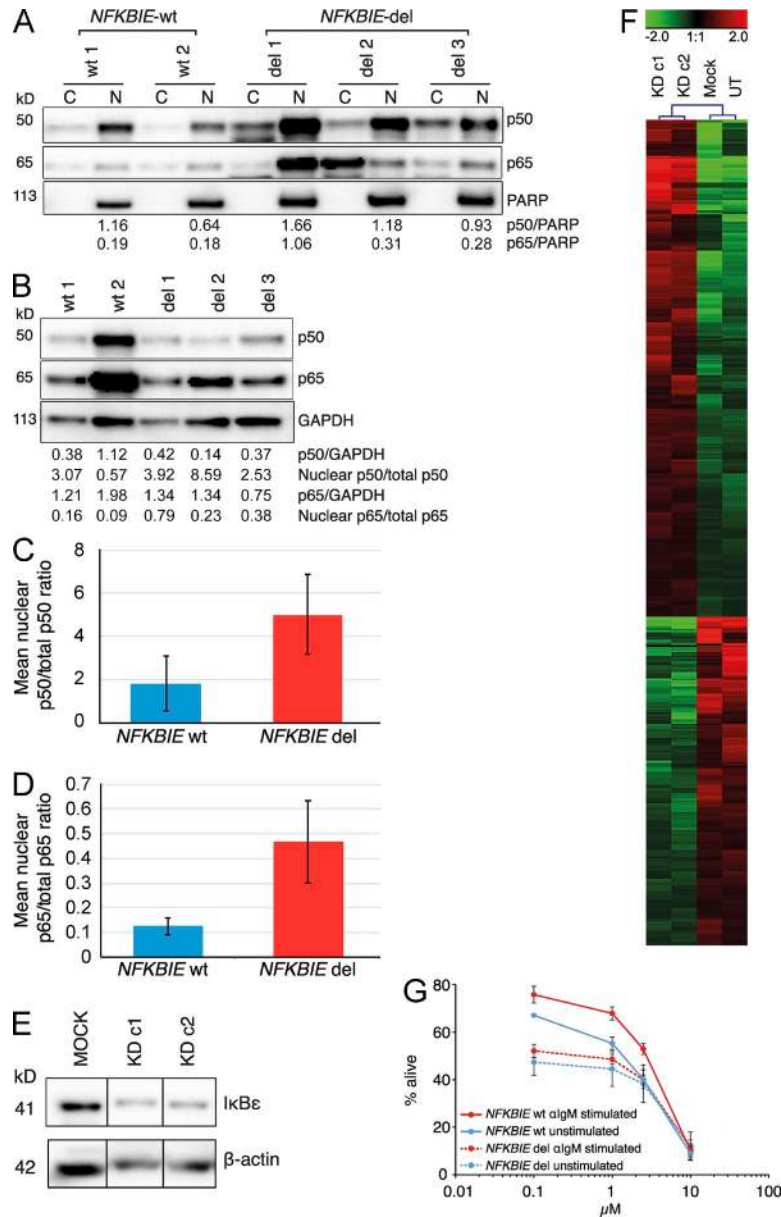 A
NFKBIE-wt NFKBIE-del
wt 1 wt 2 del 1 del 2 del 3
kD C N C N C N C N C N
50 p50
65 p65
113 PARP
1.16 0.64 1.66 1.18 0.93 p50/PARP
0.19 0.18 1.06 0.31 0.28 p65/PARP
B
wt 1 wt 2 del 1 del 2 del 3
kD
50 p50
65 p65
113 GAPDH
0.38 1.12 0.42 0.14 0.37 p50/GAPDH
3.07 0.57 3.92 8.59 2.53 Nuclear p50/total p50
1.21 1.98 1.34 1.34 0.75 p65/GAPDH
0.16 0.09 0.79 0.23 0.38 Nuclear p65/total p65
C
Mean nuclear
p50/total p50 ratio
8
6
4
2
0
NFKBIE wt NFKBIE del
D
Mean nuclear
p65/total p65 ratio
0.7
0.6
0.5
0.4
0.3
0.2
0.1
0
NFKBIE wt NFKBIE del
E
MOCK KD c1 KD c2
kD
41 IκBε
42 β-actin
F
-2.0 1:1 2.0
KD c1 KD c2 Mock UT
G
% alive
80
60
40
20
0
NFKBIE wt αIgM stimulated
NFKBIE wt unstimulated
NFKBIE del αIgM stimulated
NFKBIE del unstimulated
0.01 0.1 1 10 100
µM